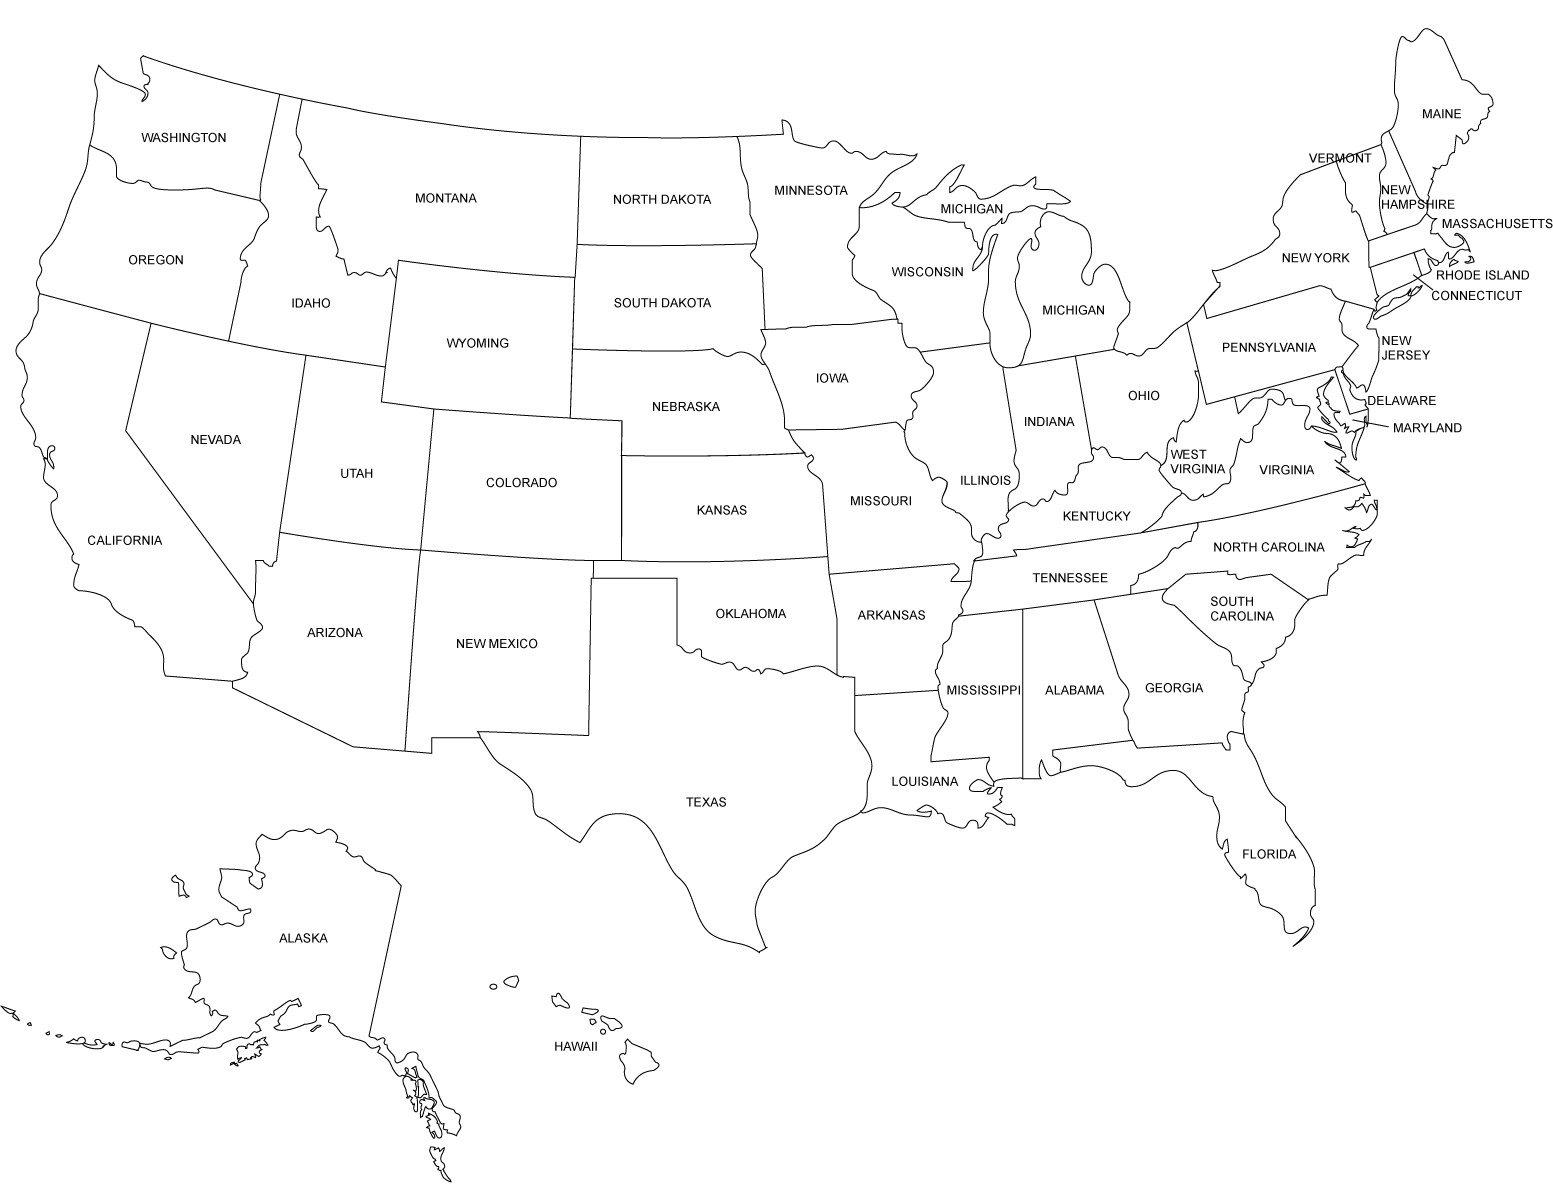 MAINE
WASHINGTON
VERMONT
MONTANA
NORTH DAKOTA
MINNESOTA
NEW
HAMPSHIRE
MICHIGAN
MASSACHUSETTS
OREGON
NEW YORK
WISCONSIN
RHODE ISLAND
IDAHO
SOUTH DAKOTA
CONNECTICUT
MICHIGAN
WYOMING
PENNSYLVANIA
NEW
JERSEY
IOWA
OHIO
NEBRASKA
DELAWARE
INDIANA
MARYLAND
NEVADA
WEST
VIRGINIA
VIRGINIA
UTAH
COLORADO
ILLINOIS
MISSOURI
KANSAS
KENTUCKY
CALIFORNIA
NORTH CAROLINA
TENNESSEE
SOUTH
CAROLINA
OKLAHOMA
ARKANSAS
ARIZONA
NEW MEXICO
MISSISSIPPI
ALABAMA
GEORGIA
LOUISIANA
TEXAS
FLORIDA
ALASKA
HAWAII